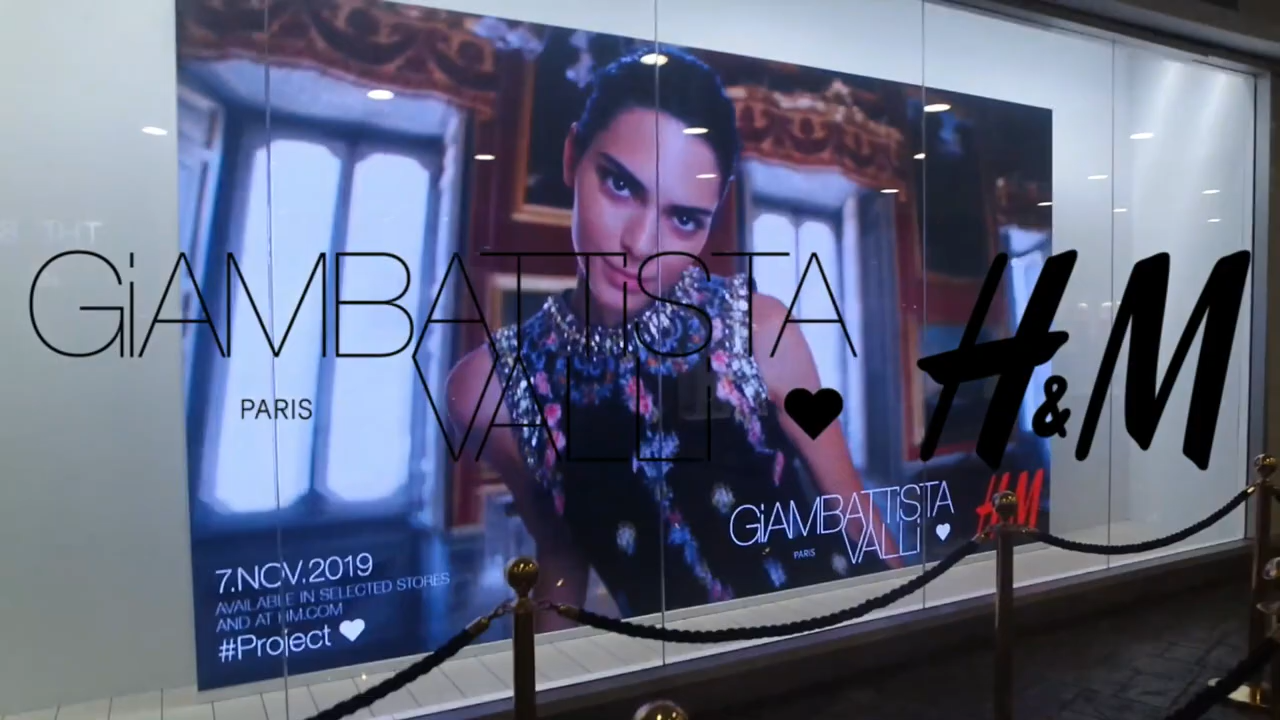 GiAMBATTiSTA
VALLi
PARIS
♥
H&M
GiAMBATTiSTA
VALLi
PARIS
♥
H&M
7.NOV.2019
AVAILABLE IN SELECTED STORES
AND AT HM.COM
#Project ♥